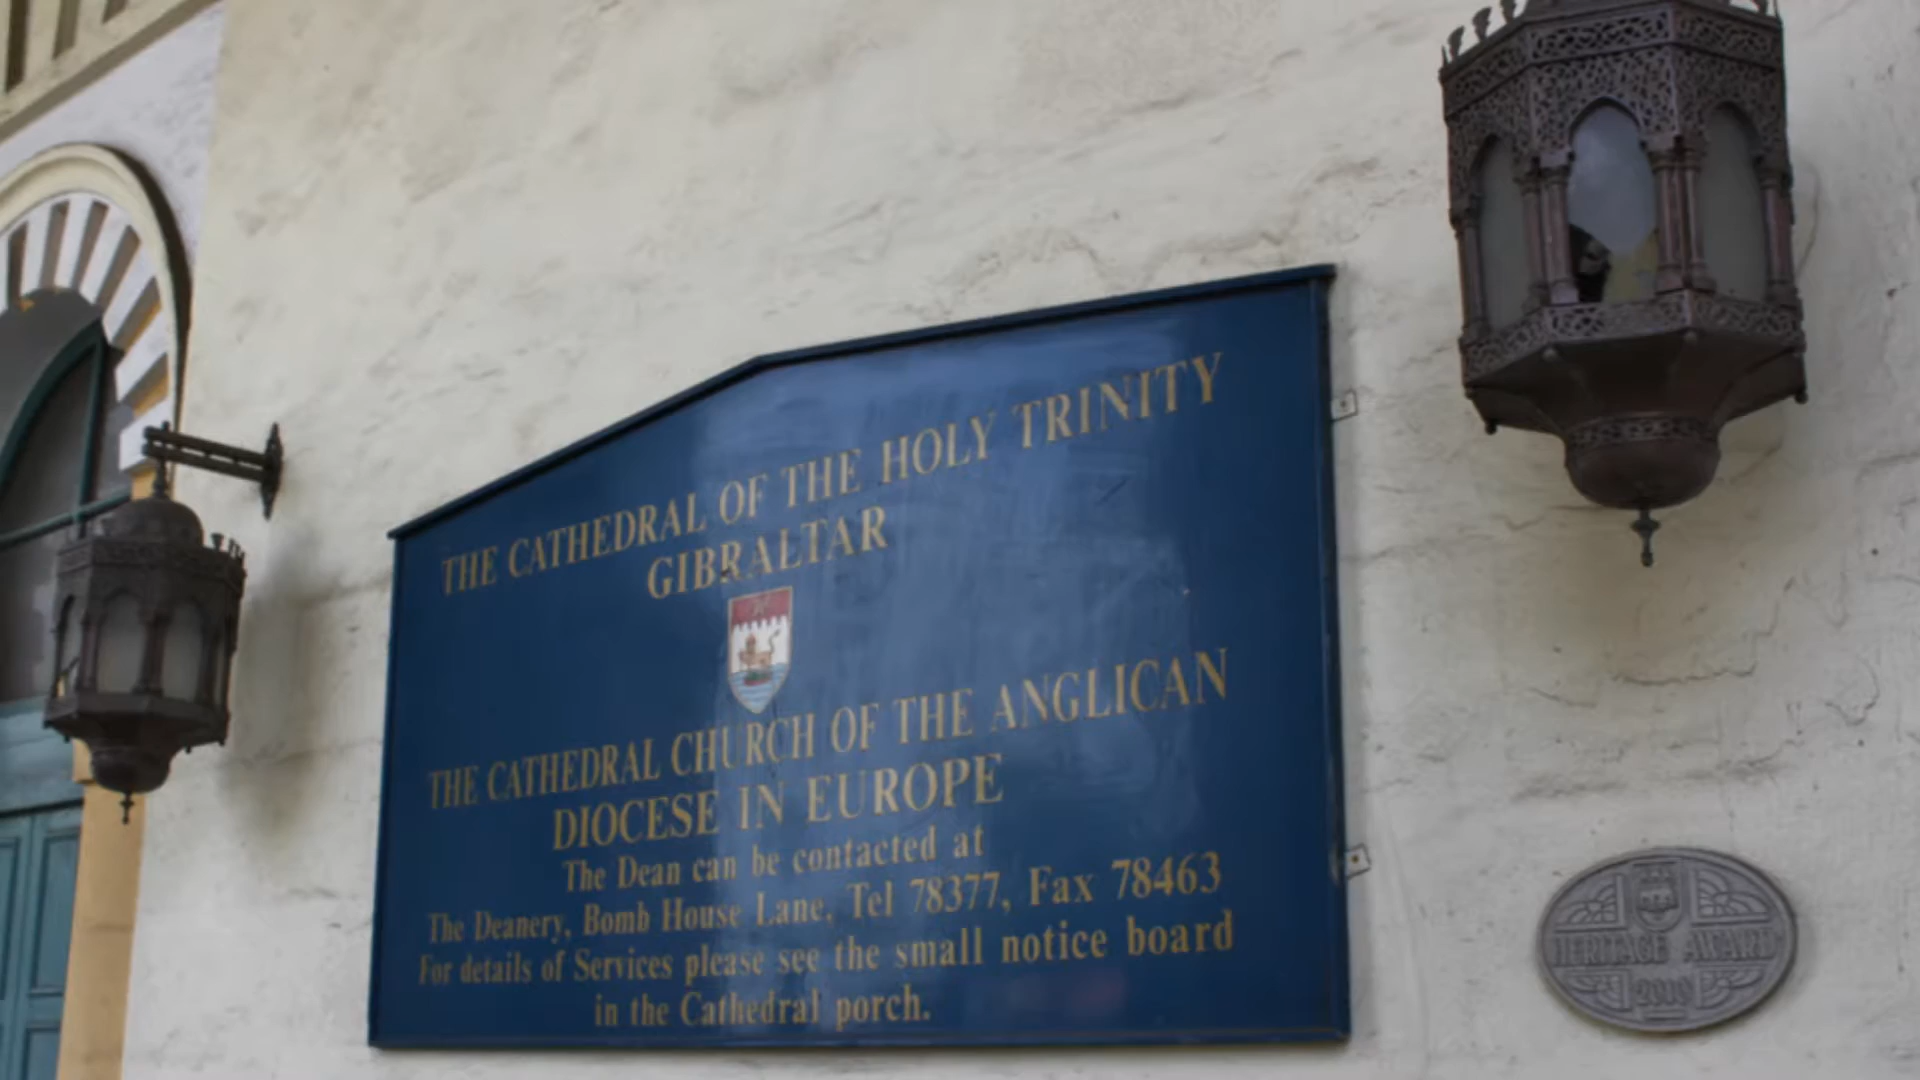 THE CATHEDRAL OF THE HOLY TRINITY
GIBRALTAR
THE CATHEDRAL CHURCH OF THE ANGLICAN
DIOCESE IN EUROPE
The Dean can be contacted at
The Deanery, Bomb House Lane, Tel 78377, Fax 78463
For details of Services please see the small notice board
in the Cathedral porch.
HERITAGE AWARD
2010